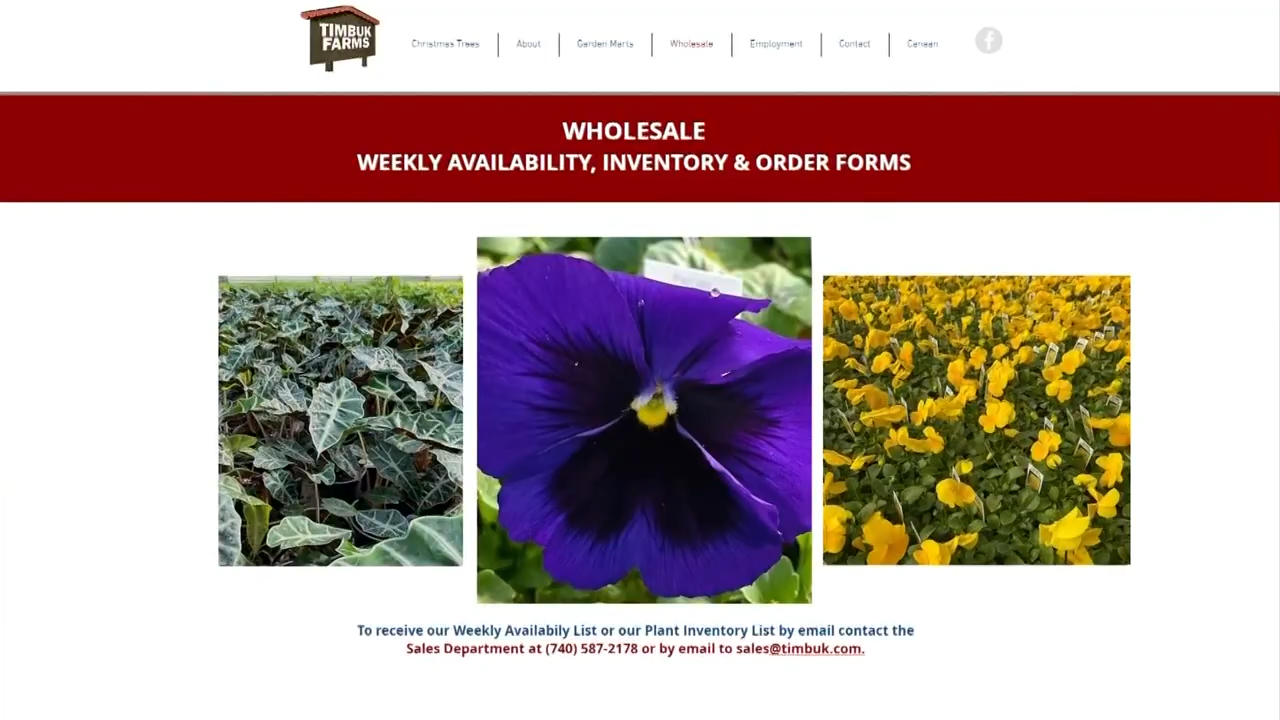 TIMBUK
FARMS
Christmas Trees
About
Garden Marts
Wholesale
Employment
Contact
Canaan
WHOLESALE
WEEKLY AVAILABILITY, INVENTORY & ORDER FORMS
To receive our Weekly Availabily List or our Plant Inventory List by email contact the
Sales Department at (740) 587-2178 or by email to sales@timbuk.com.